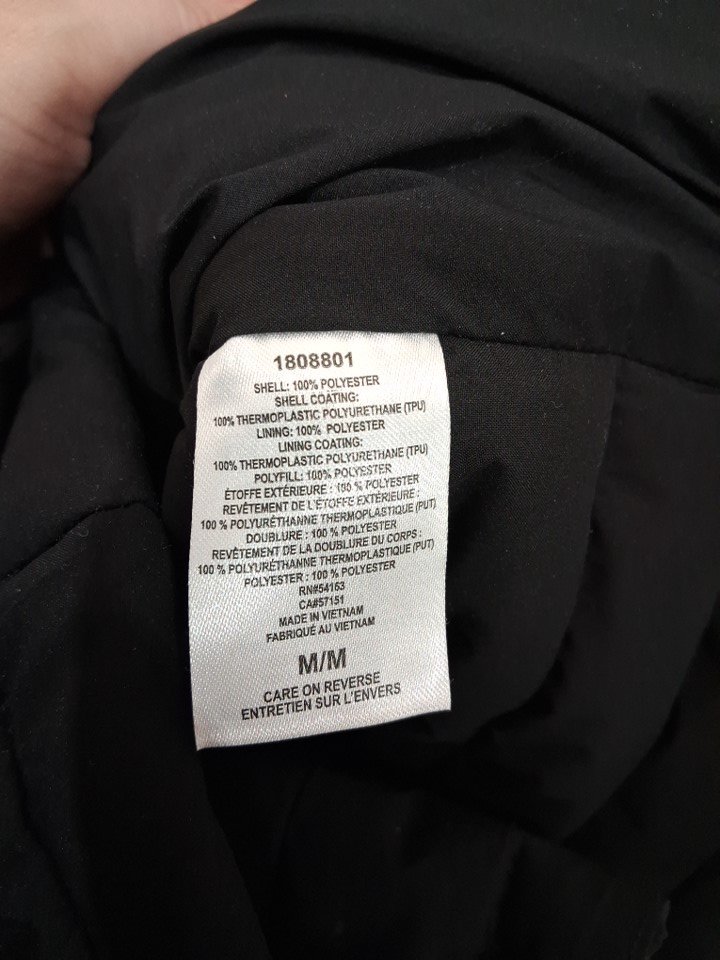 1808801
SHELL: 100% POLYESTER
SHELL COATING:
100% THERMOPLASTIC POLYURETHANE (TPU)
LINING: 100% POLYESTER
LINING COATING:
100% THERMOPLASTIC POLYURETHANE (TPU)
POLYFILL: 100% POLYESTER
ÉTOFFE EXTÉRIEURE : 100 % POLYESTER
REVÊTEMENT DE L'ÉTOFFE EXTÉRIEURE :
100 % POLYURÉTHANNE THERMOPLASTIQUE (PUT)
DOUBLURE : 100 % POLYESTER
REVÊTEMENT DE LA DOUBLURE DU CORPS :
100 % POLYURÉTHANNE THERMOPLASTIQUE (PUT)
POLYESTER : 100 % POLYESTER
RN#54163
CA#57151
MADE IN VIETNAM
FABRIQUÉ AU VIETNAM
M/M
CARE ON REVERSE
ENTRETIEN SUR L'ENVERS